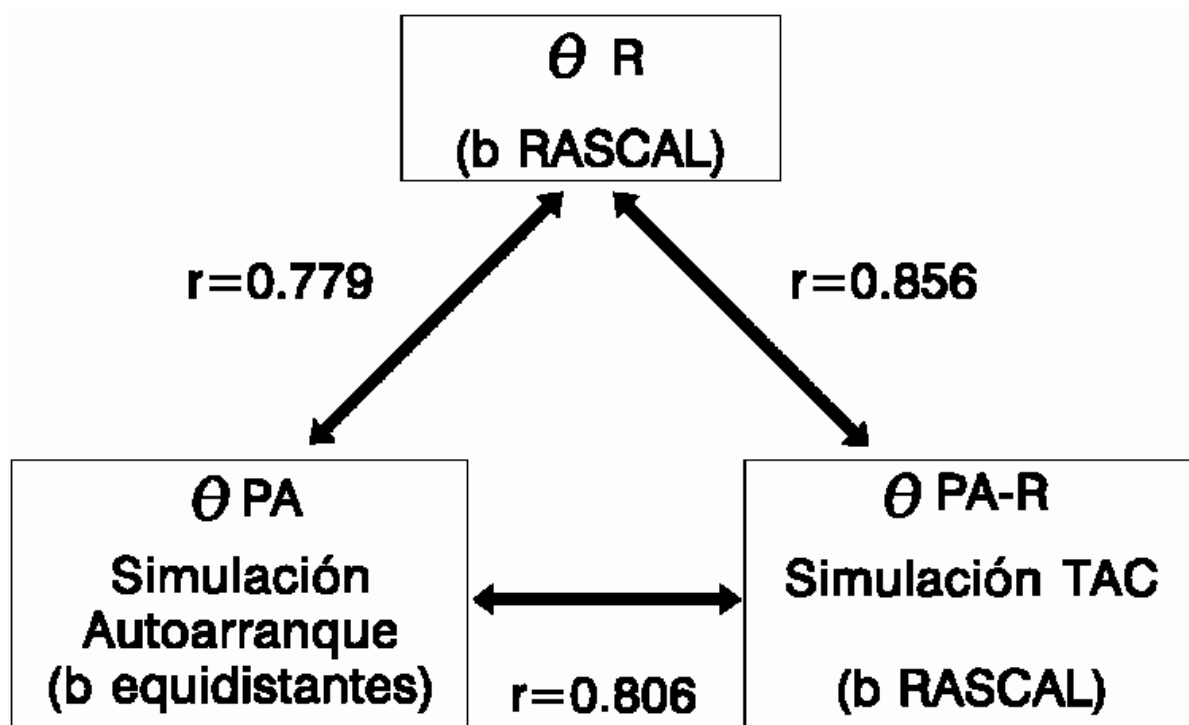 θ R
(b RASCAL)
r=0.779
r=0.856
θ PA
Simulación
Autoarranque
(b equidistantes)
r=0.806
θ PA-R
Simulación TAC
(b RASCAL)